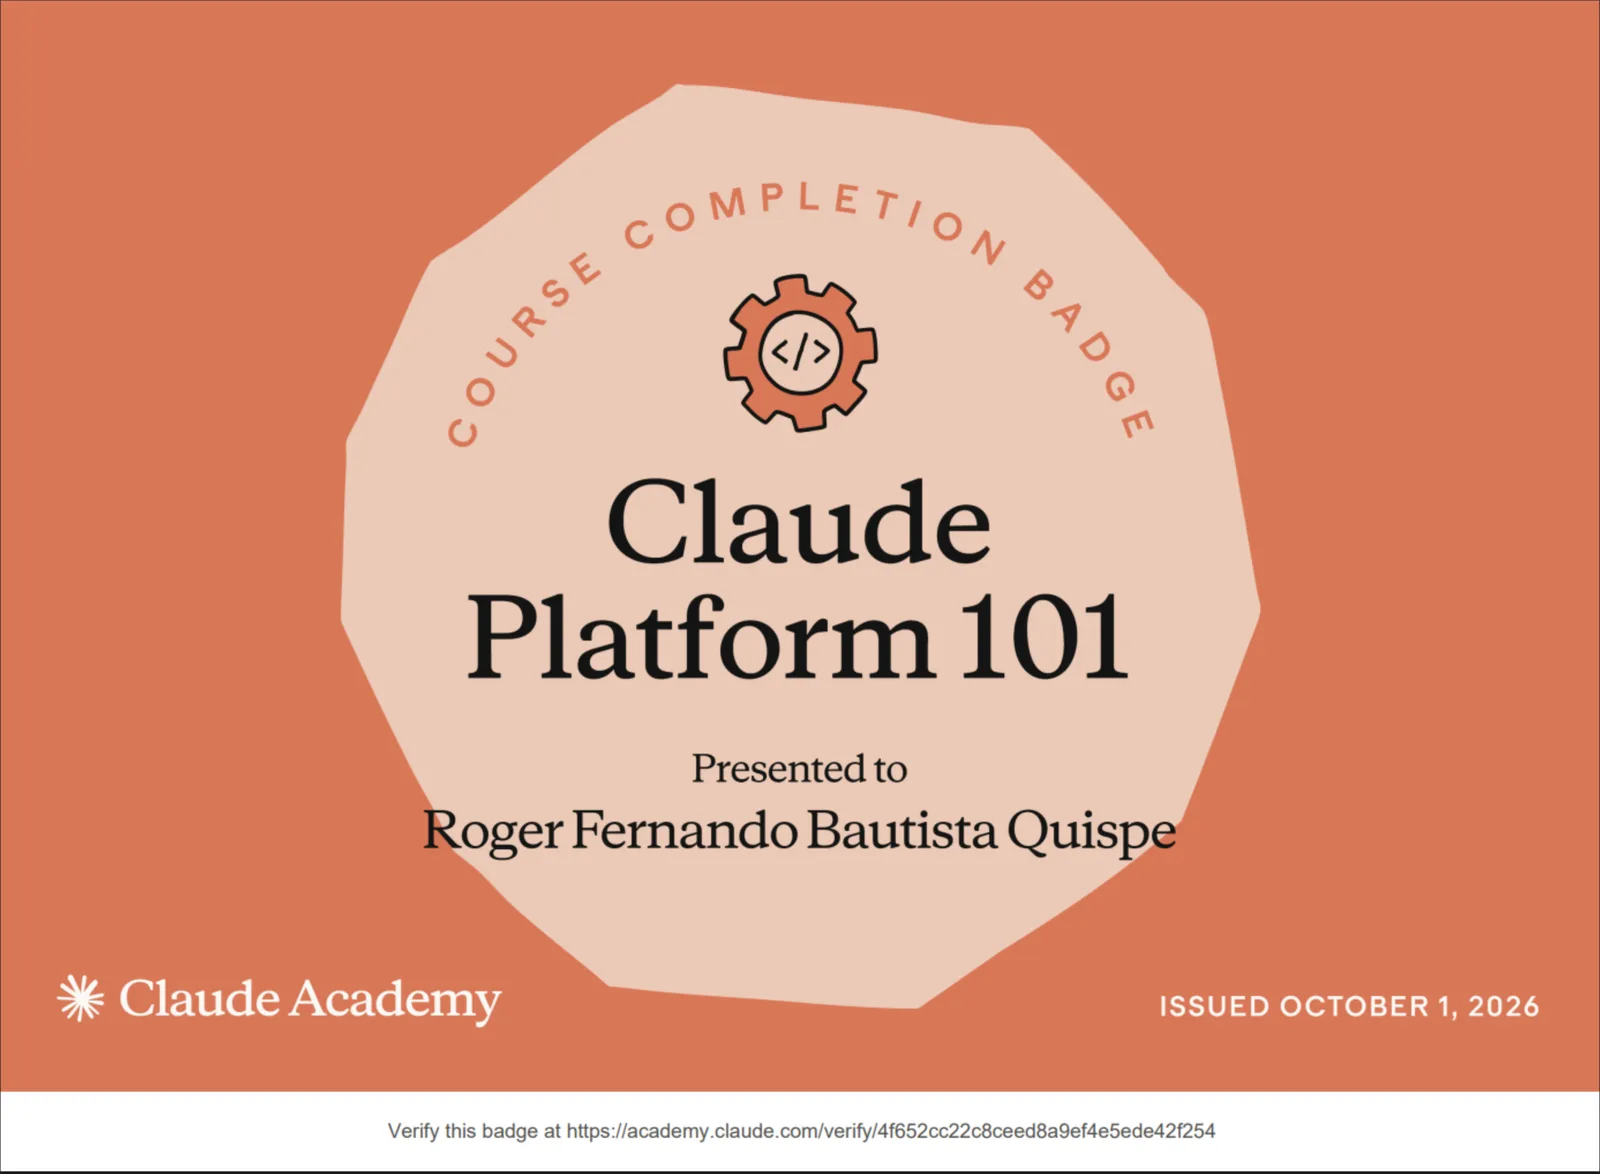 COURSE COMPLETION BADGE
</>
Claude
Platform 101
Presented to
Roger Fernando Bautista Quispe
Claude Academy
ISSUED OCTOBER 1, 2026
Verify this badge at https://academy.claude.com/verify/4f652cc22c8ceed8a9ef4e5ede42f254